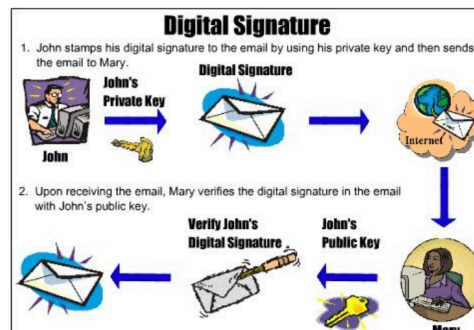 Digital Signature
1. John stamps his digital signature to the email by using his private key and then sends
the email to Mary.
John's
Private Key
Digital Signature
John
Internet
2. Upon receiving the email, Mary verifies the digital signature in the email
with John's public key.
Verify John's
Digital Signature
John's
Public Key
Mary